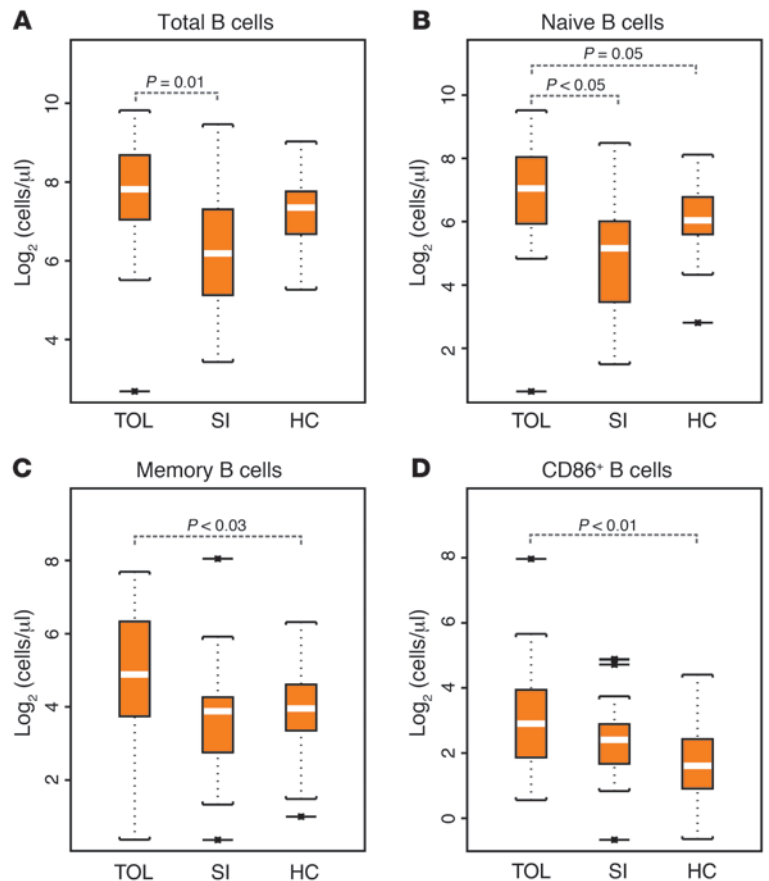 A Total B cells
P = 0.01
Log₂ (cells/µl)
10
8
6
4
TOL SI HC
B Naive B cells
P = 0.05
P < 0.05
Log₂ (cells/µl)
10
8
6
4
2
TOL SI HC
C Memory B cells
P < 0.03
Log₂ (cells/µl)
8
6
4
2
TOL SI HC
D CD86⁺ B cells
P < 0.01
Log₂ (cells/µl)
8
6
4
2
0
TOL SI HC